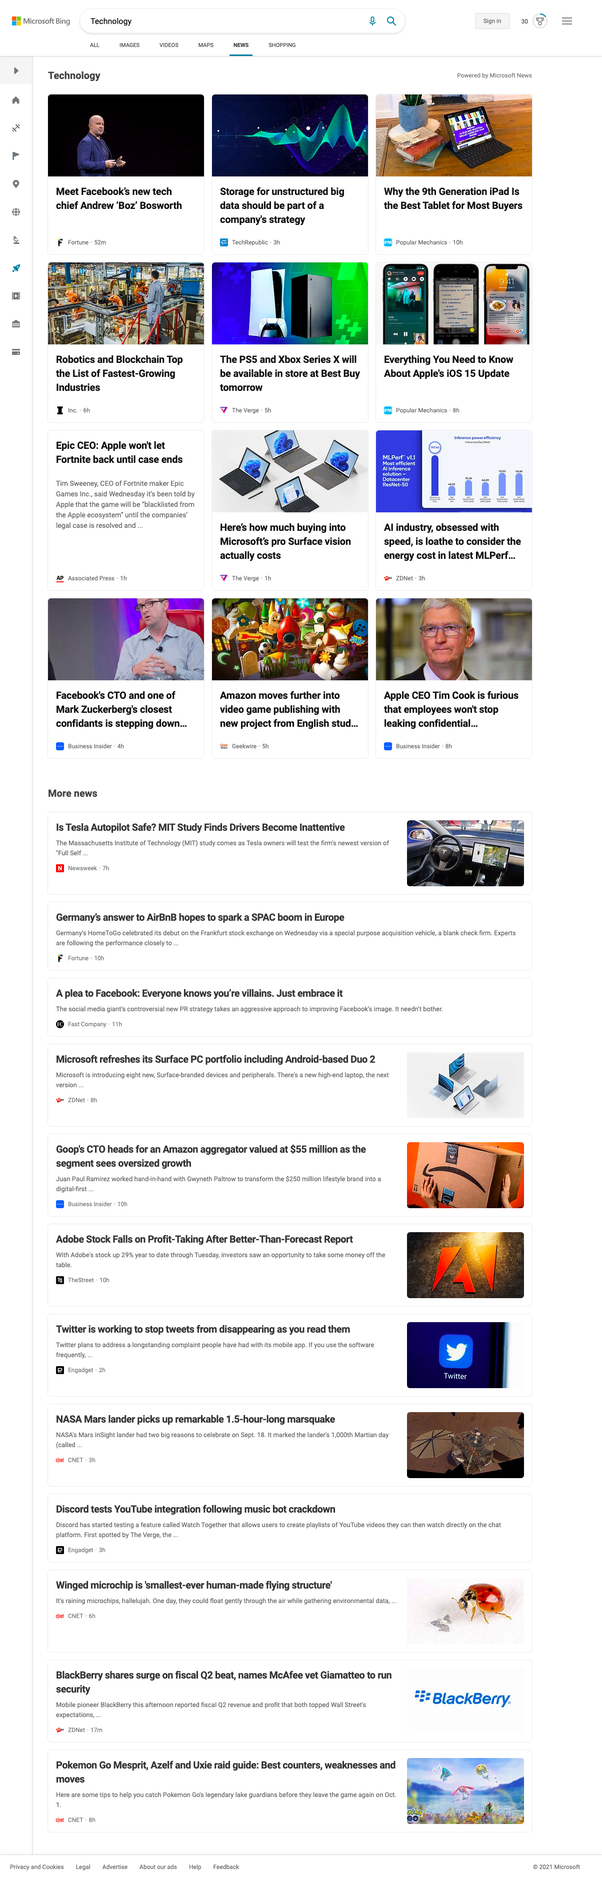 Microsoft Bing
Technology
Sign in
30
ALL
IMAGES
VIDEOS
MAPS
NEWS
SHOPPING
Technology
Powered by Microsoft News
Meet Facebook's new tech
chief Andrew 'Boz' Bosworth
Fortune · 52m
Storage for unstructured big
data should be part of a
company's strategy
TechRepublic · 3h
Why the 9th Generation iPad Is
the Best Tablet for Most Buyers
Popular Mechanics · 10h
Robotics and Blockchain Top
the List of Fastest-Growing
Industries
Inc. · 6h
The PS5 and Xbox Series X will
be available in store at Best Buy
tomorrow
The Verge · 5h
Everything You Need to Know
About Apple's iOS 15 Update
Popular Mechanics · 8h
Epic CEO: Apple won't let
Fortnite back until case ends
Tim Sweeney, CEO of Fortnite maker Epic
Games Inc., said Wednesday it's been told by
Apple that the game will be "blacklisted from
the Apple ecosystem" until the companies'
legal case is resolved and ...
AP
Associated Press · 1h
Here's how much buying into
Microsoft's pro Surface vision
actually costs
The Verge · 1h
Inference power efficiency
MLPerf v1.1
Most efficient
AI inference
solution –
Datacenter
ResNet-50
AI industry, obsessed with
speed, is loathe to consider the
energy cost in latest MLPerf...
ZDNet · 3h
Facebook's CTO and one of
Mark Zuckerberg's closest
confidants is stepping down...
Business Insider · 4h
Amazon moves further into
video game publishing with
new project from English stud...
Geekwire · 5h
Apple CEO Tim Cook is furious
that employees won't stop
leaking confidential...
Business Insider · 8h
More news
Is Tesla Autopilot Safe? MIT Study Finds Drivers Become Inattentive
The Massachusetts Institute of Technology (MIT) study comes as Tesla owners will test the firm's newest version of
"Full Self ...
N
Newsweek · 7h
Germany's answer to AirBnB hopes to spark a SPAC boom in Europe
Germany's HomeToGo celebrated its debut on the Frankfurt stock exchange on Wednesday via a special purpose acquisition vehicle, a blank check firm. Experts
are following the performance closely to ...
Fortune · 10h
A plea to Facebook: Everyone knows you're villains. Just embrace it
The social media giant's controversial new PR strategy takes an aggressive approach to improving Facebook's image. It needn't bother.
Fast Company · 11h
Microsoft refreshes its Surface PC portfolio including Android-based Duo 2
Microsoft is introducing eight new, Surface-branded devices and peripherals. There's a new high-end laptop, the next
version ...
ZDNet · 8h
Goop's CTO heads for an Amazon aggregator valued at $55 million as the
segment sees oversized growth
Juan Paul Ramirez worked hand-in-hand with Gwyneth Paltrow to transform the $250 million lifestyle brand into a
digital-first ...
Business Insider · 10h
Adobe Stock Falls on Profit-Taking After Better-Than-Forecast Report
With Adobe's stock up 29% year to date through Tuesday, investors saw an opportunity to take some money off the
table.
TheStreet · 10h
Twitter is working to stop tweets from disappearing as you read them
Twitter plans to address a longstanding complaint people have had with its mobile app. If you use the software
frequently, ...
Engadget · 2h
Twitter
NASA Mars lander picks up remarkable 1.5-hour-long marsquake
NASA's Mars InSight lander had two big reasons to celebrate on Sept. 18. It marked the lander's 1,000th Martian day
(called ...
CNET · 3h
Discord tests YouTube integration following music bot crackdown
Discord has started testing a feature called Watch Together that allows users to create playlists of YouTube videos they can then watch directly on the chat
platform. First spotted by The Verge, the ...
Engadget · 3h
Winged microchip is 'smallest-ever human-made flying structure'
It's raining microchips, hallelujah. One day, they could float gently through the air while gathering environmental data, ...
CNET · 6h
BlackBerry shares surge on fiscal Q2 beat, names McAfee vet Giamatteo to run
security
Mobile pioneer BlackBerry this afternoon reported fiscal Q2 revenue and profit that both topped Wall Street's
expectations, ...
ZDNet · 17m
BlackBerry
Pokemon Go Mesprit, Azelf and Uxie raid guide: Best counters, weaknesses and
moves
Here are some tips to help you catch Pokemon Go's legendary lake guardians before they leave the game again on Oct.
1.
CNET · 8h
Privacy and Cookies
Legal
Advertise
About our ads
Help
Feedback
© 2021 Microsoft